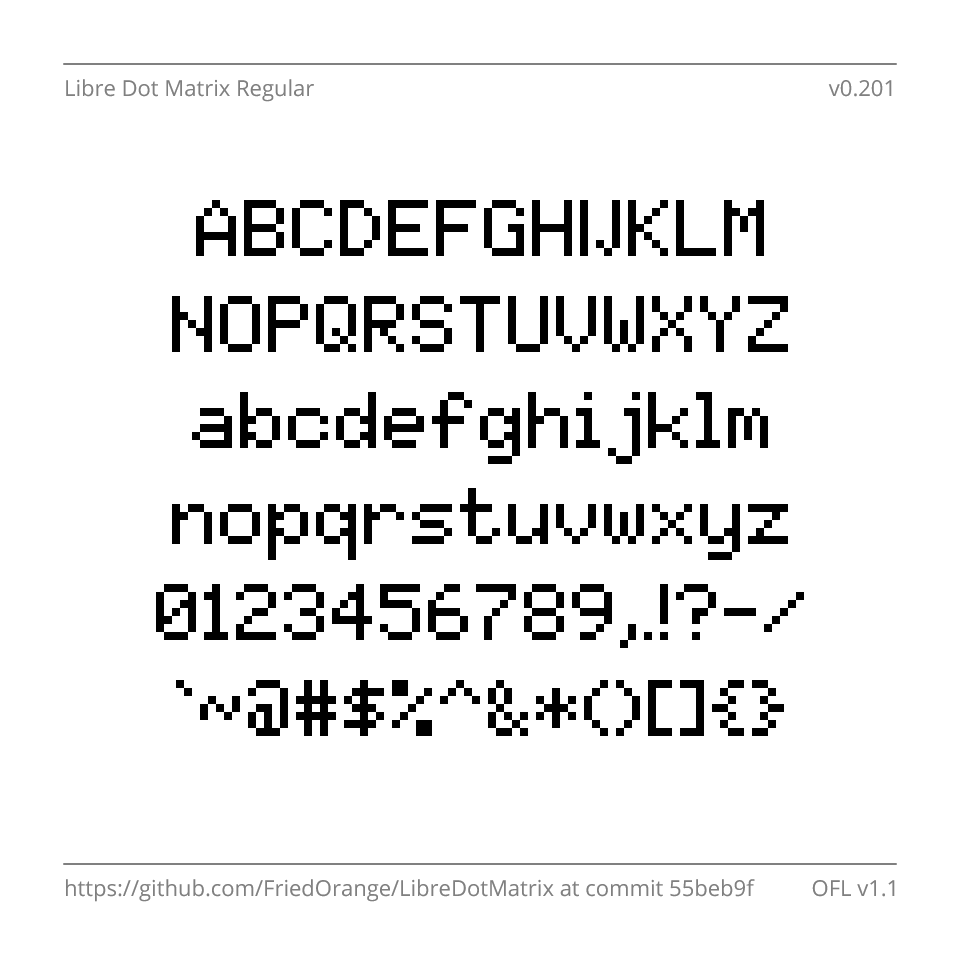 Libre Dot Matrix Regular v0.201
ABCDEFGHIJKLM
NOPQRSTUVWXYZ
abcdefghijklm
nopqrstuvwxyz
0123456789,.!?-/
`~@#$%^&*()[]{}
https://github.com/FriedOrange/LibreDotMatrix at commit 55beb9f OFL v1.1